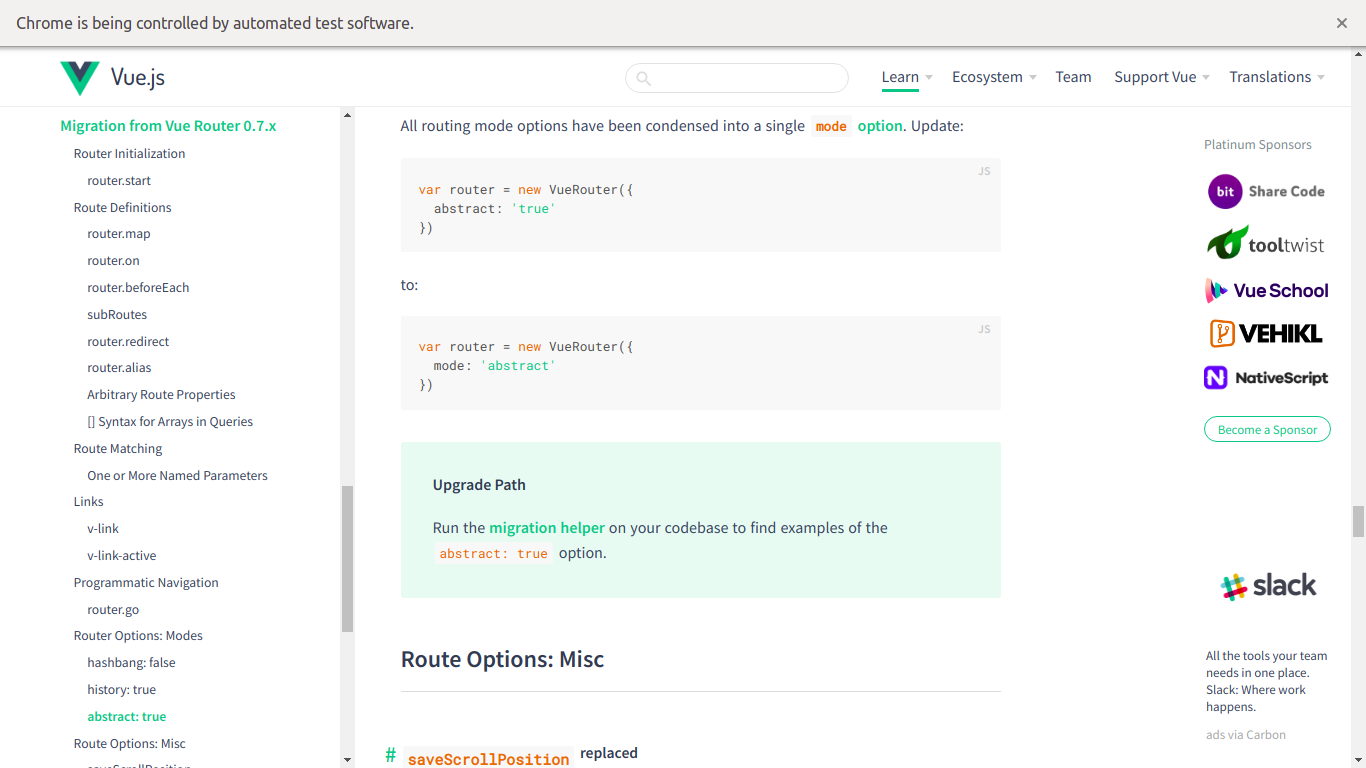 Chrome is being controlled by automated test software.
Vue.js
Learn
Ecosystem
Team
Support Vue
Translations
Migration from Vue Router 0.7.x
Router Initialization
router.start
Route Definitions
router.map
router.on
router.beforeEach
subRoutes
router.redirect
router.alias
Arbitrary Route Properties
[] Syntax for Arrays in Queries
Route Matching
One or More Named Parameters
Links
v-link
v-link-active
Programmatic Navigation
router.go
Router Options: Modes
hashbang: false
history: true
abstract: true
Route Options: Misc
saveScrollPosition
All routing mode options have been condensed into a single mode option. Update:
JS
var router = new VueRouter({
abstract: 'true'
})
to:
JS
var router = new VueRouter({
mode: 'abstract'
})
Upgrade Path
Run the migration helper on your codebase to find examples of the
abstract: true option.
Route Options: Misc
# saveScrollPosition replaced
Platinum Sponsors
bit Share Code
tooltwist
Vue School
VEHIKL
NativeScript
Become a Sponsor
slack
All the tools your team
needs in one place.
Slack: Where work
happens.
ads via Carbon